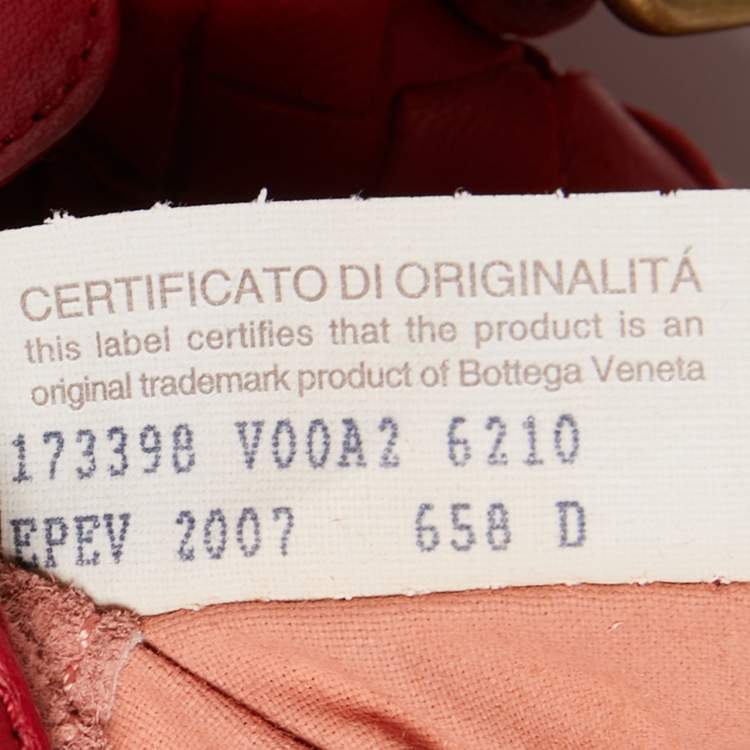 CERTIFICATO DI ORIGINALITÁ
this label certifies that the product is an
original trademark product of Bottega Veneta
173398 V00A2 6210
EPEV 2007 658 D